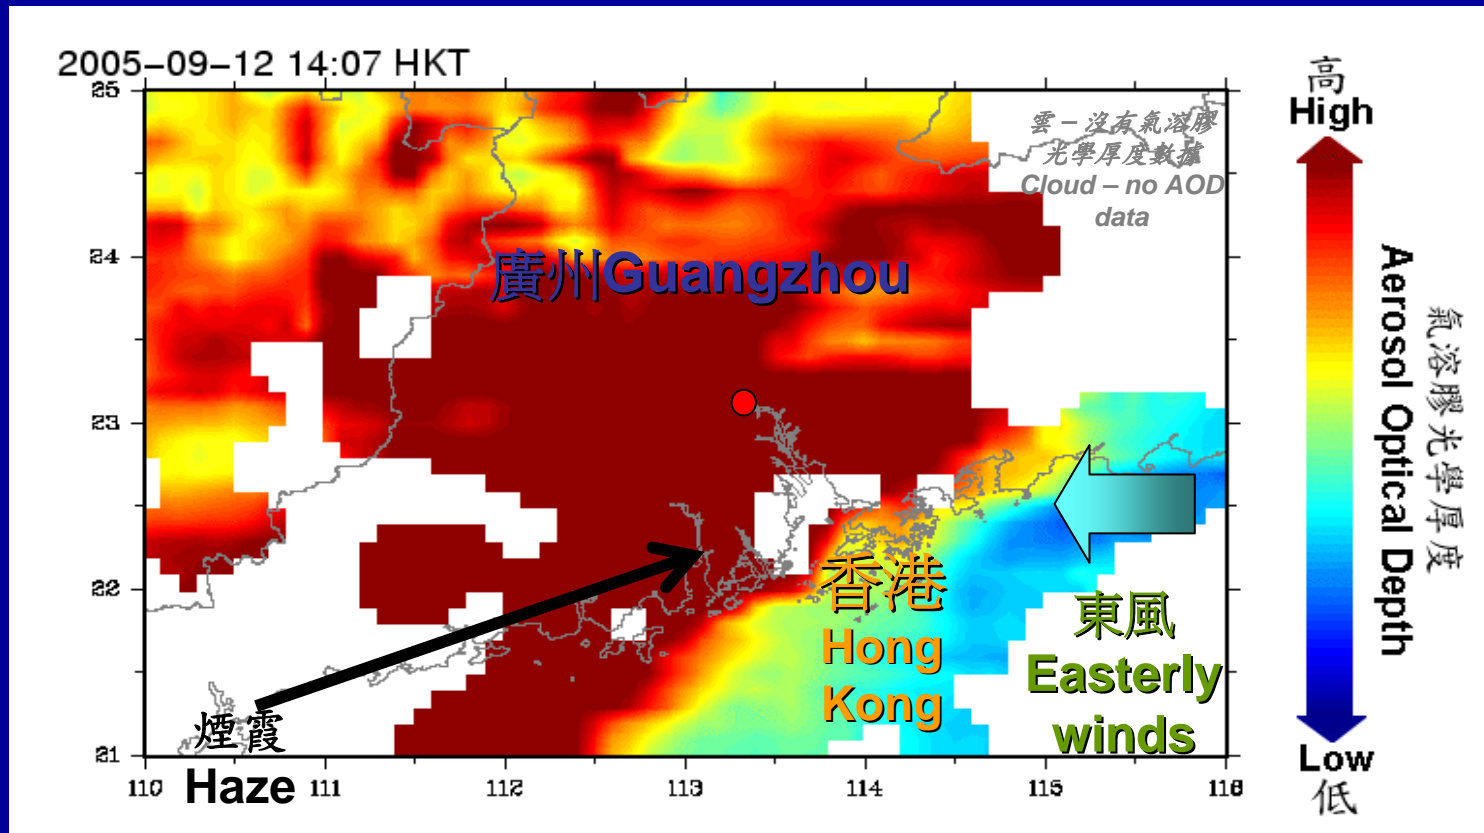 2005-09-12 14:07 HKT
25
24
23
22
21
110
111
112
113
114
115
116
雲－沒有氣溶膠
光學厚度數據
Cloud – no AOD
data
廣州Guangzhou
香港
Hong
Kong
東風
Easterly
winds
煙霞
Haze
高
High
Aerosol Optical Depth
氣溶膠光學厚度
Low
低